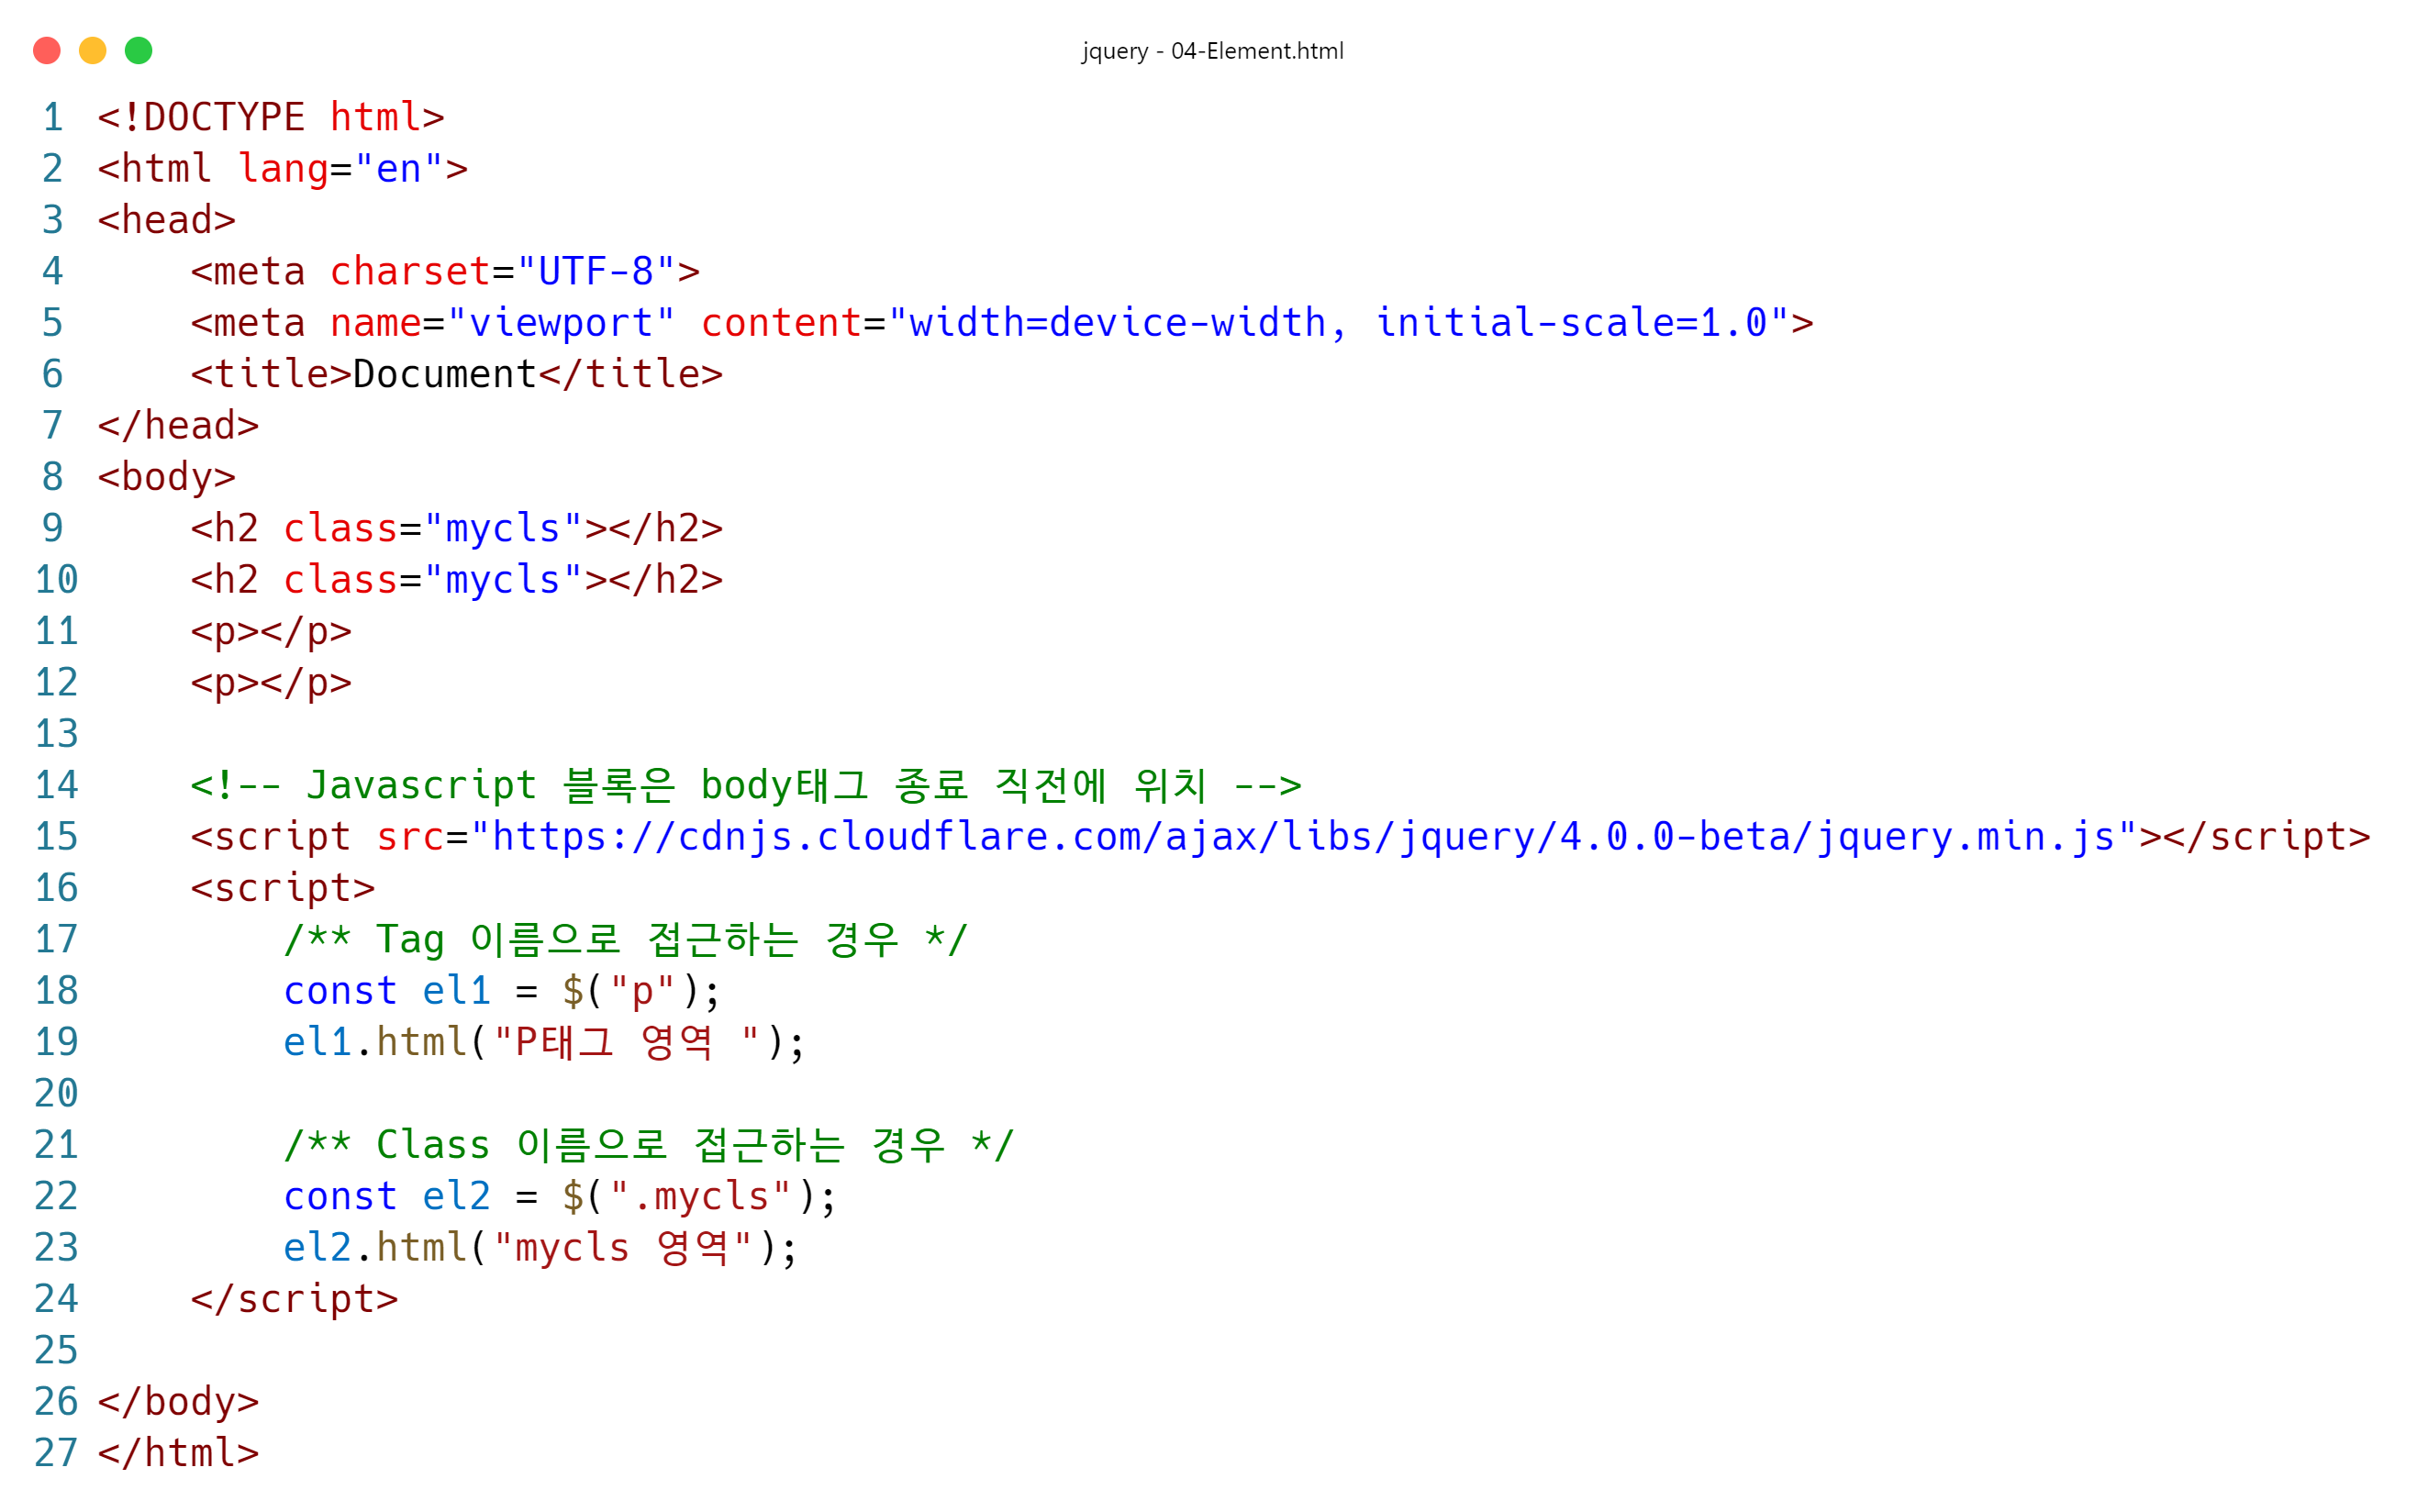 jquery - 04-Element.html
1 <!DOCTYPE html>
2 <html lang="en">
3 <head>
4     <meta charset="UTF-8">
5     <meta name="viewport" content="width=device-width, initial-scale=1.0">
6     <title>Document</title>
7 </head>
8 <body>
9     <h2 class="mycls"></h2>
10     <h2 class="mycls"></h2>
11     <p></p>
12     <p></p>
13
14     <!-- Javascript 블록은 body태그 종료 직전에 위치 -->
15     <script src="https://cdnjs.cloudflare.com/ajax/libs/jquery/4.0.0-beta/jquery.min.js"></script>
16     <script>
17         /** Tag 이름으로 접근하는 경우 */
18         const el1 = $("p");
19         el1.html("P태그 영역 ");
20
21         /** Class 이름으로 접근하는 경우 */
22         const el2 = $(".mycls");
23         el2.html("mycls 영역");
24     </script>
25
26 </body>
27 </html>